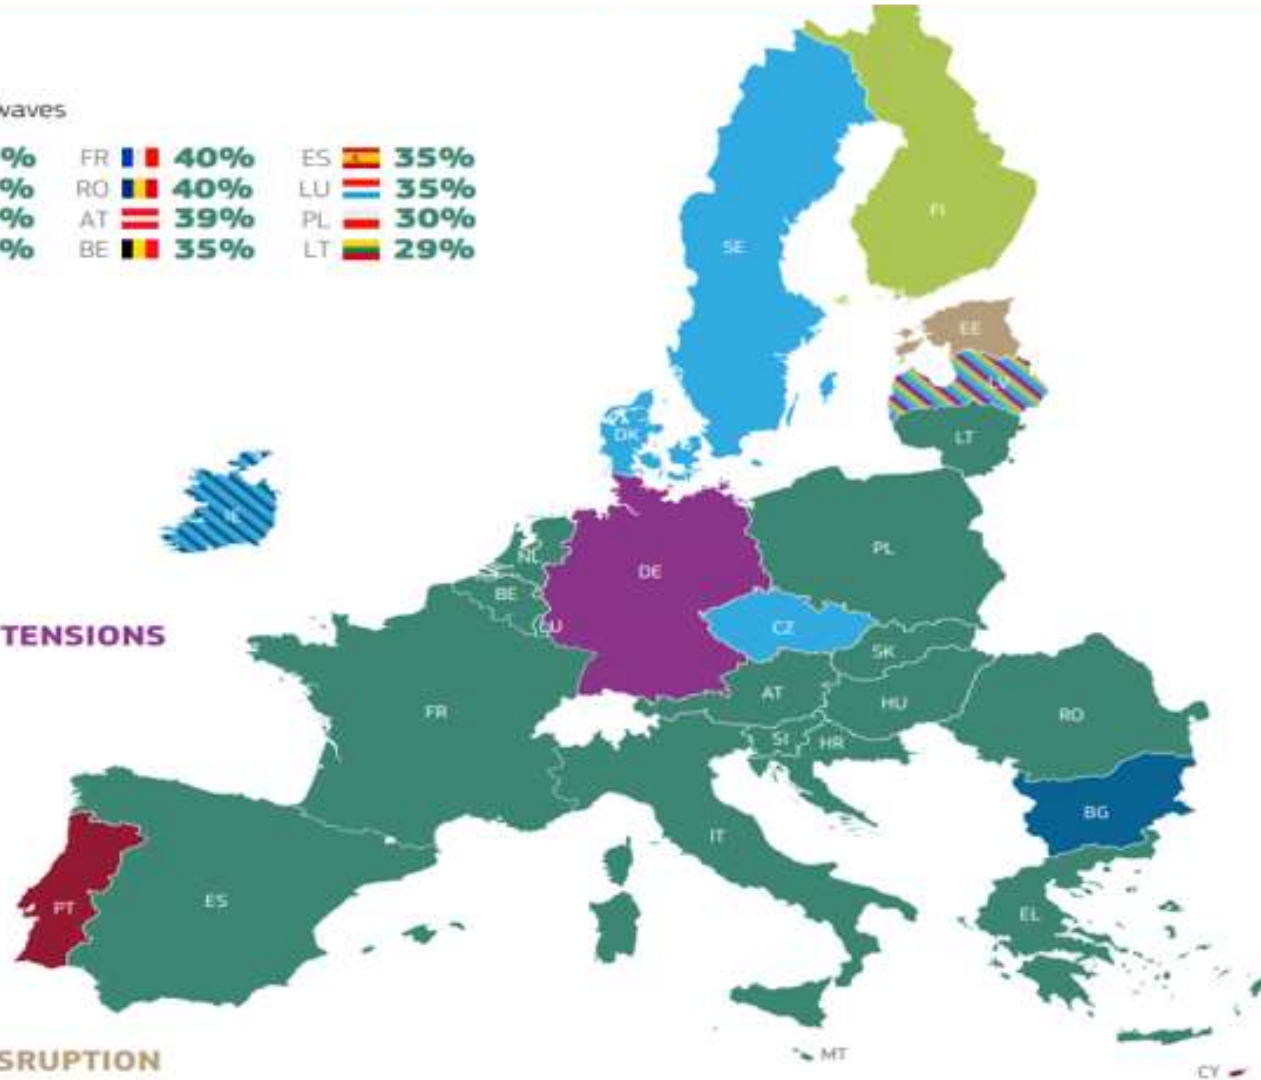 waves
% FR 40% ES 35%
% RO 40% LU 35%
% AT 39% PL 30%
% BE 35% LT 29%
FI
SE
EE
LV
DK
LT
IE
NL
PL
DE
BE
TENSIONS
LU
CZ
SK
AT
HU
FR
RO
SI
HR
BG
IT
ES
PT
EL
MT
SRUPTION
CY